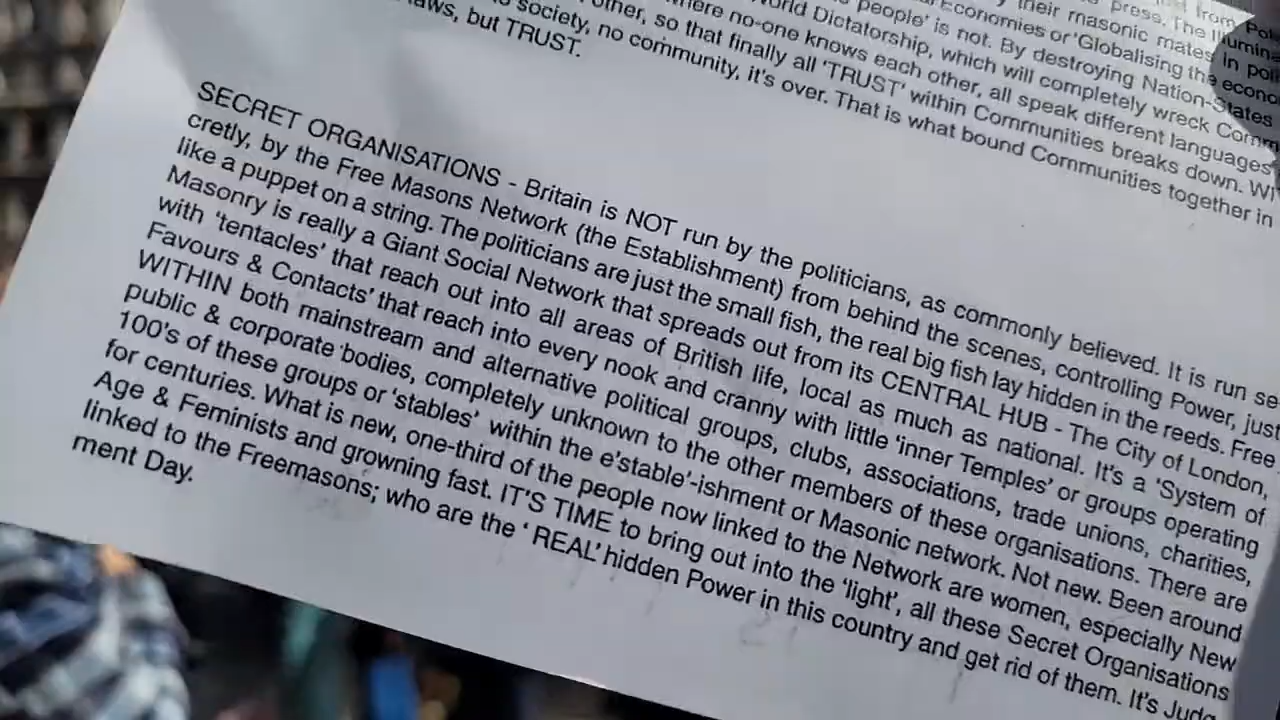 from
press. The
their masonic mates in
Economies or 'Globalising the
people' is not. By destroying Nation-States
World Dictatorship, which will completely wreck
where no-one knows each other, all speak different languages
other, so that finally all 'TRUST' within Communities breaks down.
society, no community, it's over. That is what bound Communities together in
laws, but TRUST.
SECRET ORGANISATIONS - Britain is NOT run by the politicians, as commonly believed. It is run se
cretly, by the Free Masons Network (the Establishment) from behind the scenes, controlling Power, just
like a puppet on a string. The politicians are just the small fish, the real big fish lay hidden in the reeds. Free
Masonry is really a Giant Social Network that spreads out from its CENTRAL HUB - The City of London,
with 'tentacles' that reach out into all areas of British life, local as much as national. It's a 'System of
Favours & Contacts' that reach into every nook and cranny with little 'inner Temples' or groups operating
WITHIN both mainstream and alternative political groups, clubs, associations, trade unions, charities,
public & corporate bodies, completely unknown to the other members of these organisations. There are
100's of these groups or 'stables' within the e'stable'-ishment or Masonic network. Not new. Been around
for centuries. What is new, one-third of the people now linked to the Network are women, especially New
Age & Feminists and growning fast. IT'S TIME to bring out into the 'light', all these Secret Organisations
linked to the Freemasons; who are the ' REAL' hidden Power in this country and get rid of them. It's Judg
ment Day.